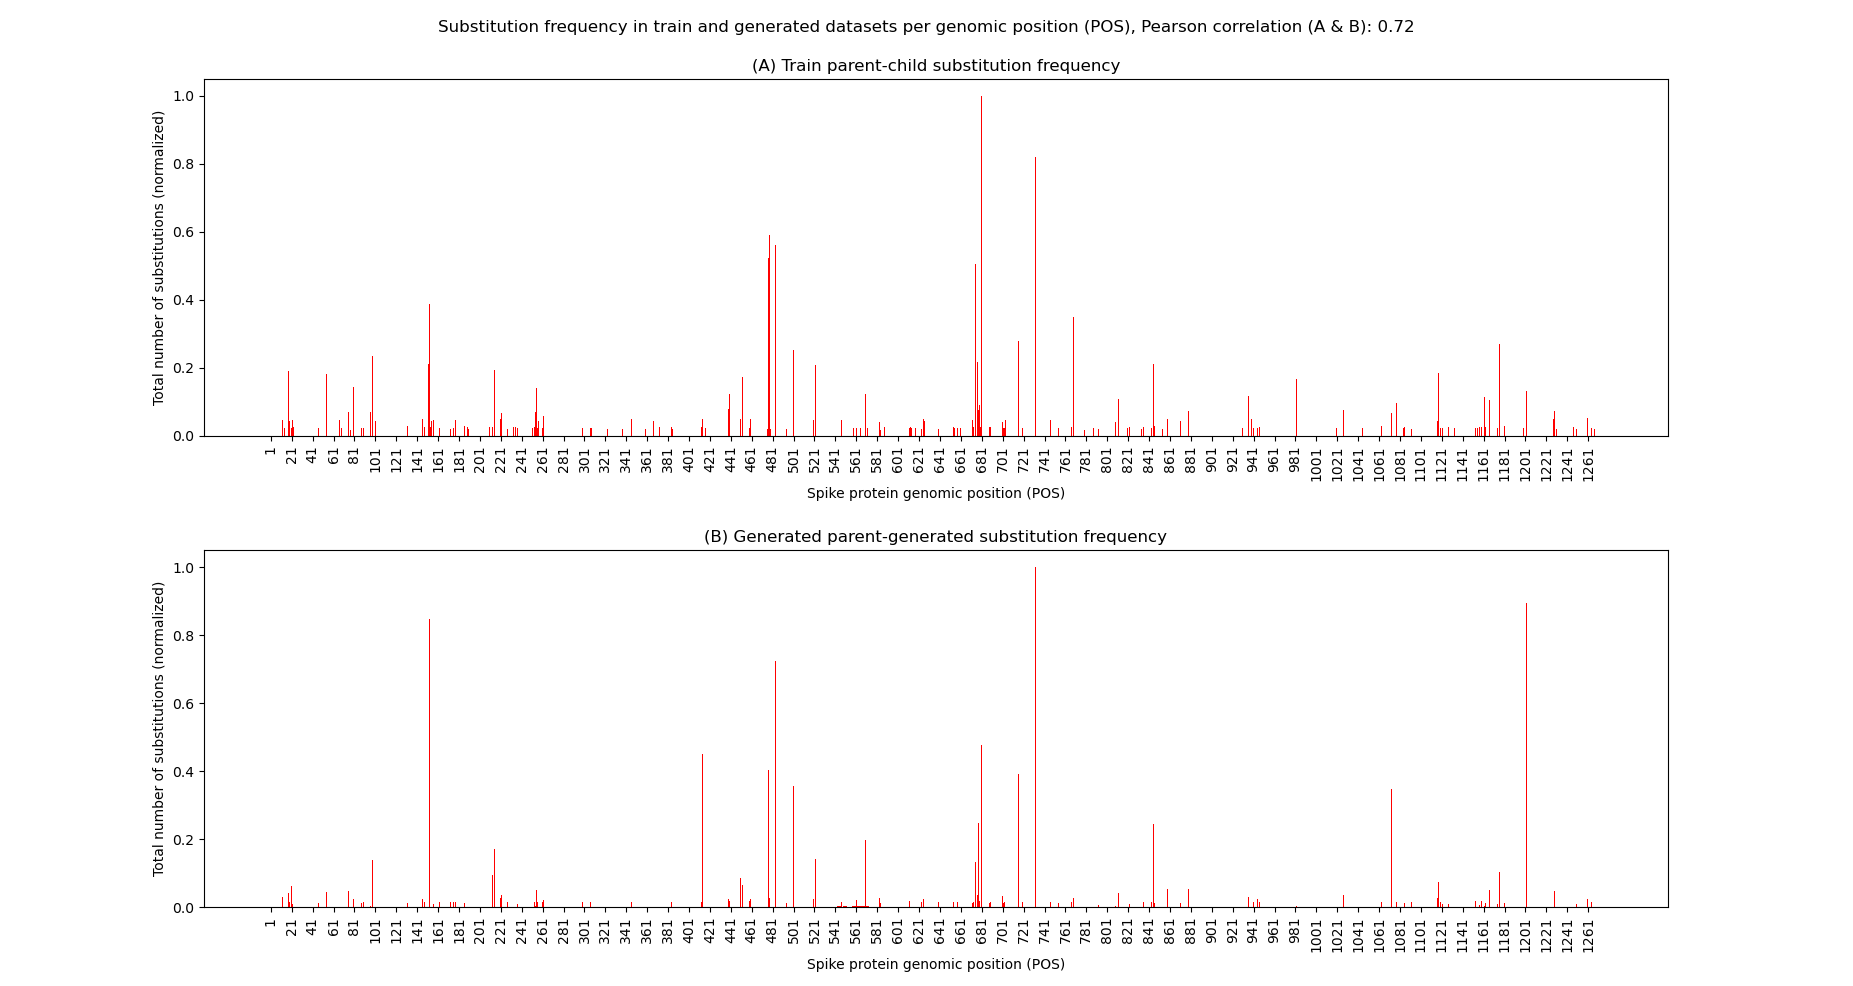 Substitution frequency in train and generated datasets per genomic position (POS), Pearson correlation (A & B): 0.72
(A) Train parent-child substitution frequency
Total number of substitutions (normalized)
1.0
0.8
0.6
0.4
0.2
0.0
1 21 41 61 81 101 121 141 161 181 201 221 241 261 281 301 321 341 361 381 401 421 441 461 481 501 521 541 561 581 601 621 641 661 681 701 721 741 761 781 801 821 841 861 881 901 921 941 961 981 1001 1021 1041 1061 1081 1101 1121 1141 1161 1181 1201 1221 1241 1261
Spike protein genomic position (POS)
(B) Generated parent-generated substitution frequency
Total number of substitutions (normalized)
1.0
0.8
0.6
0.4
0.2
0.0
1 21 41 61 81 101 121 141 161 181 201 221 241 261 281 301 321 341 361 381 401 421 441 461 481 501 521 541 561 581 601 621 641 661 681 701 721 741 761 781 801 821 841 861 881 901 921 941 961 981 1001 1021 1041 1061 1081 1101 1121 1141 1161 1181 1201 1221 1241 1261
Spike protein genomic position (POS)